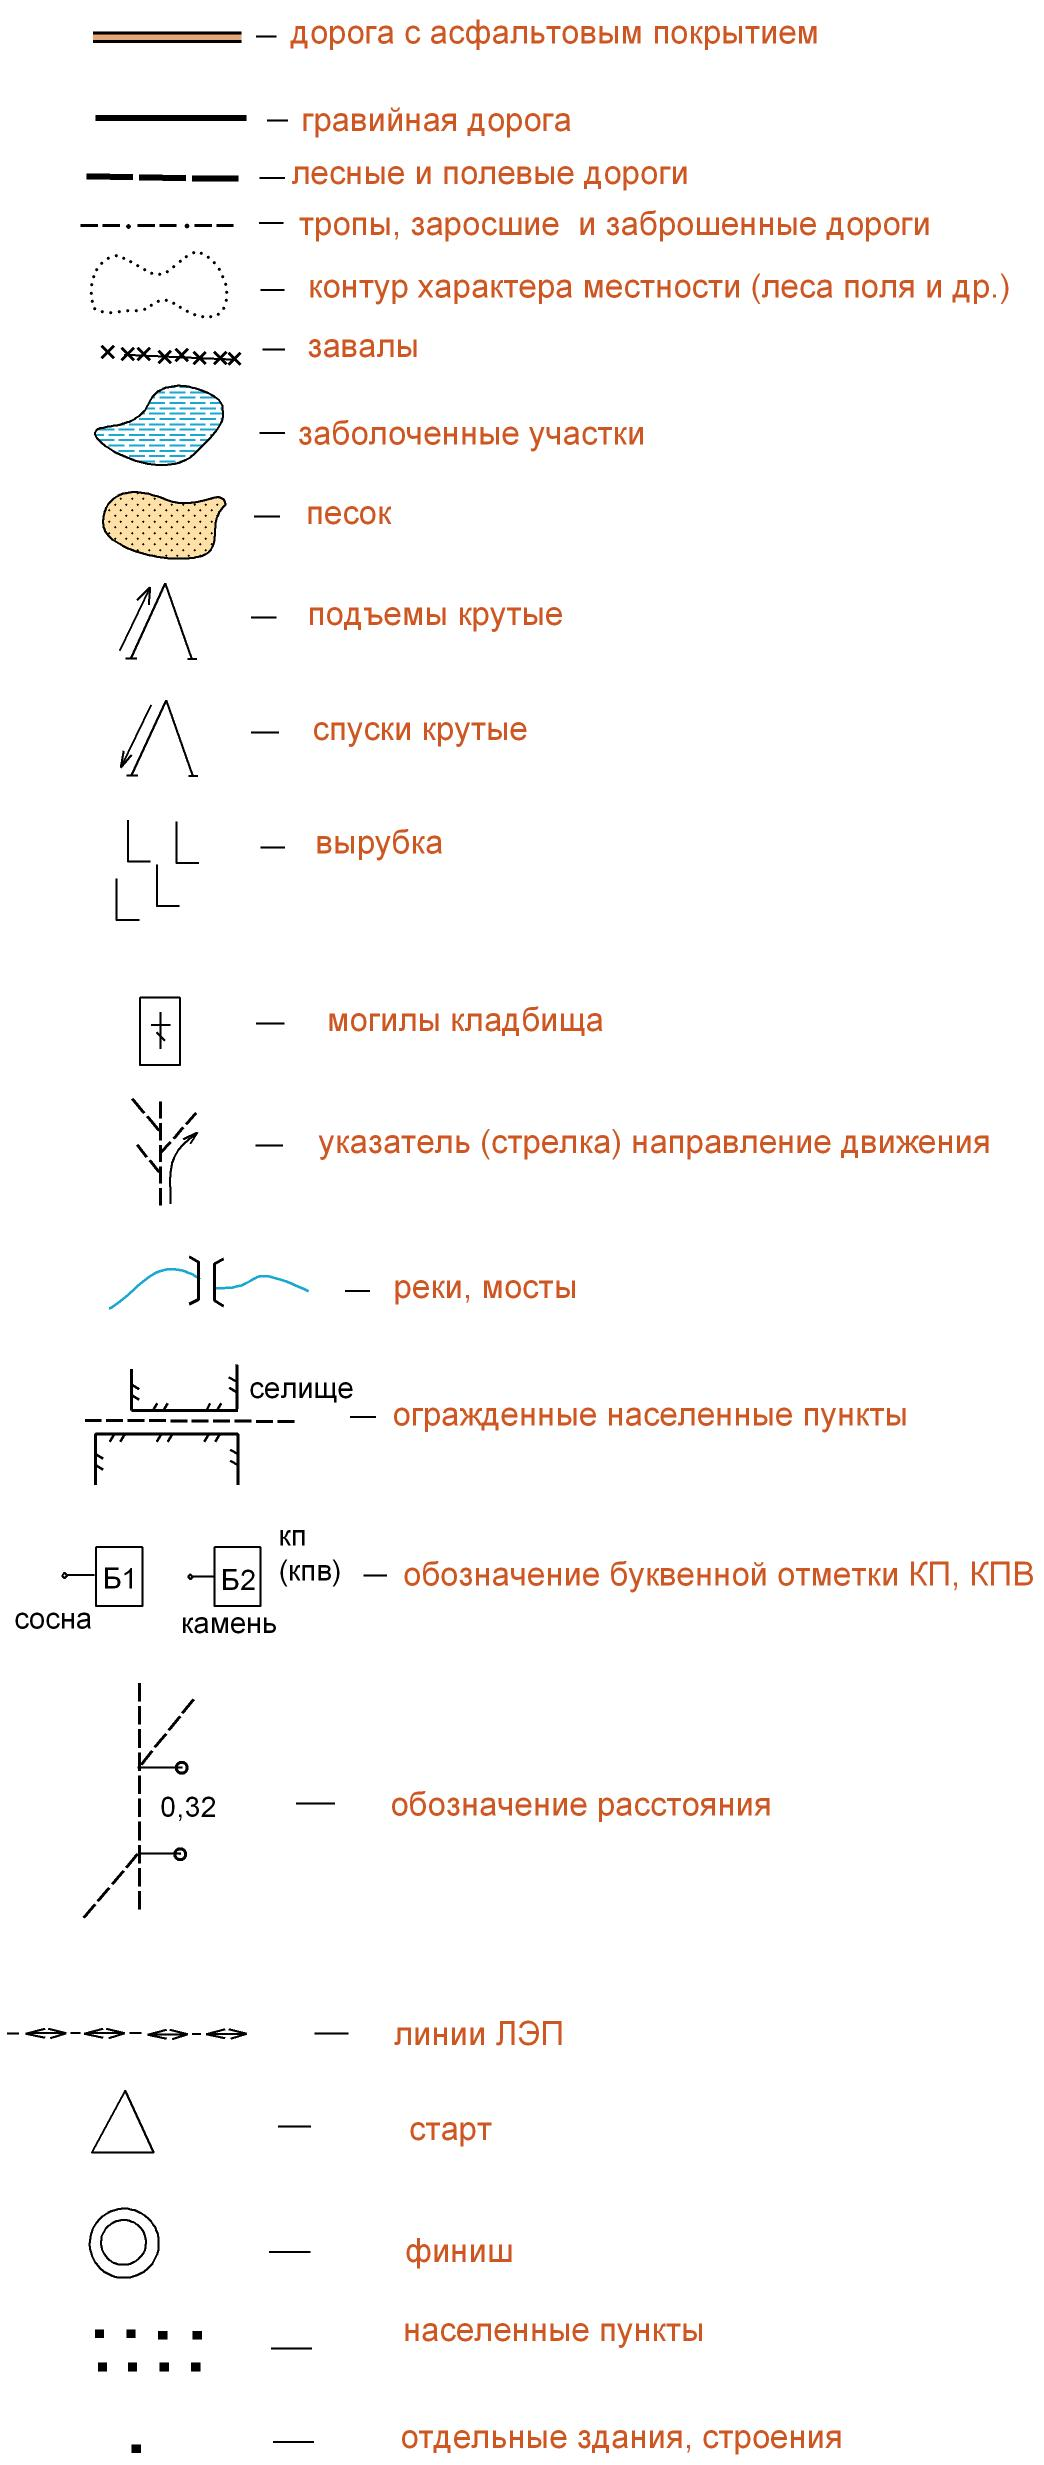 — дорога с асфальтовым покрытием
— гравийная дорога
— лесные и полевые дороги
— тропы, заросшие и заброшенные дороги
— контур характера местности (леса поля и др.)
— завалы
— заболоченные участки
— песок
— подъемы крутые
— спуски крутые
— вырубка
— могилы кладбища
— указатель (стрелка) направление движения
— реки, мосты
селище
— огражденные населенные пункты
кп
(кпв)
Б1
Б2
— обозначение буквенной отметки КП, КПВ
сосна
камень
0,32
— обозначение расстояния
— линии ЛЭП
— старт
— финиш
— населенные пункты
— отдельные здания, строения